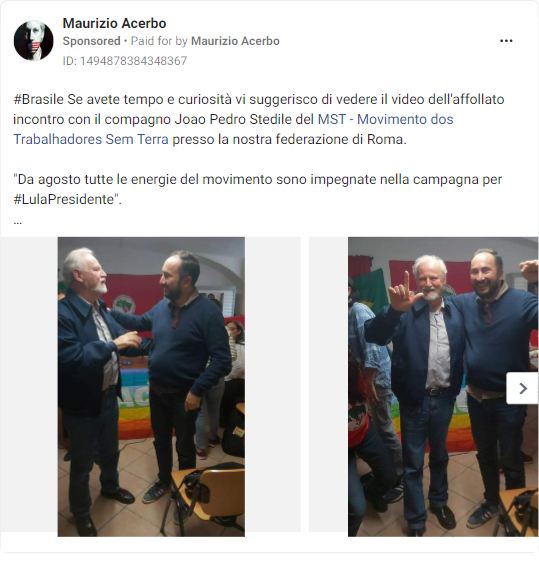 Maurizio Acerbo
Sponsored • Paid for by Maurizio Acerbo
ID: 1494878384348367
#Brasile Se avete tempo e curiosità vi suggerisco di vedere il video dell'affollato
incontro con il compagno Joao Pedro Stedile del MST - Movimento dos
Trabalhadores Sem Terra presso la nostra federazione di Roma.
"Da agosto tutte le energie del movimento sono impegnate nella campagna per
#LulaPresidente".
...